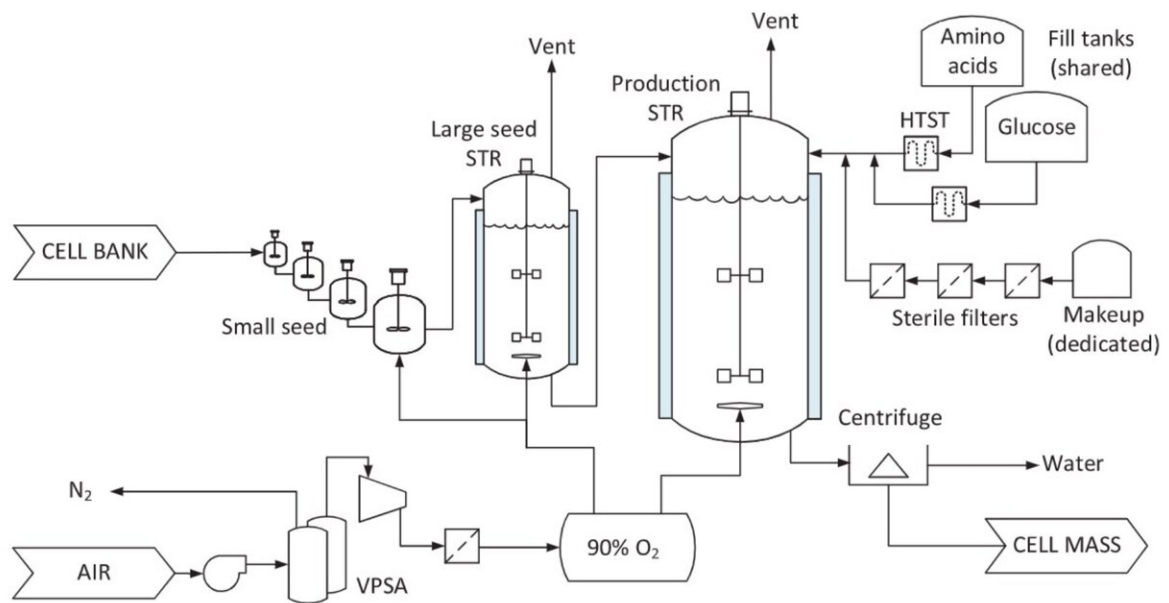 Vent
Vent
Amino
acids
Fill tanks
(shared)
Production
STR
Large seed
STR
HTST
Glucose
CELL BANK
Small seed
Sterile filters
Makeup
(dedicated)
Centrifuge
Water
N₂
AIR
VPSA
90% O₂
CELL MASS